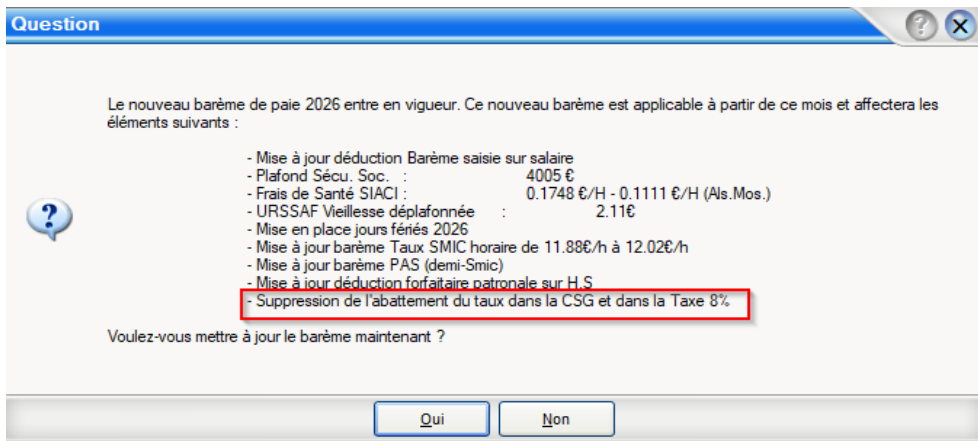 Question
Le nouveau barème de paie 2026 entre en vigueur. Ce nouveau barème est applicable à partir de ce mois et affectera les
éléments suivants :
- Mise à jour déduction Barème saisie sur salaire
- Plafond Sécu. Soc. : 4005 €
- Frais de Santé SIACI : 0.1748 €/H - 0.1111 €/H (Als.Mos.)
- URSSAF Vieillesse déplafonnée : 2.11€
- Mise en place jours fériés 2026
- Mise à jour barème Taux SMIC horaire de 11.88€/h à 12.02€/h
- Mise à jour barème PAS (demi-Smic)
- Mise à jour déduction forfaitaire patronale sur H.S
- Suppression de l'abattement du taux dans la CSG et dans la Taxe 8%
Voulez-vous mettre à jour le barème maintenant ?
Oui
Non